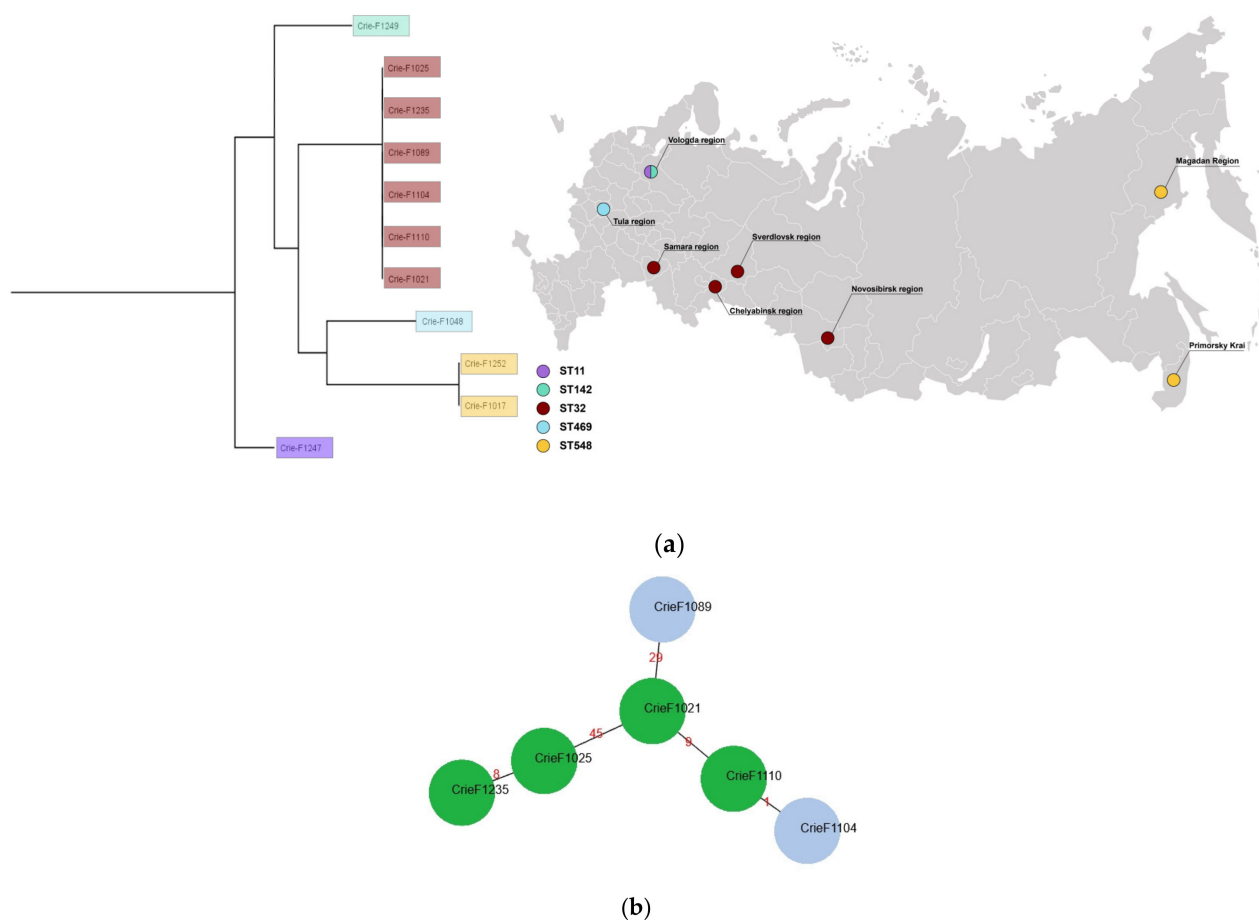 Crie-F1249
Crie-F1025
Crie-F1235
Crie-F1089
Crie-F1104
Crie-F1110
Crie-F1021
Crie-F1048
Crie-F1252
Crie-F1017
Crie-F1247
ST11
ST142
ST32
ST469
ST548
Vologda region
Magadan Region
Tula region
Samara region
Sverdlovsk region
Chelyabinsk region
Novosibirsk region
Primorsky Krai
(a)
CrieF1089
29
CrieF1021
45
9
CrieF1025
8
CrieF1235
CrieF1110
1
CrieF1104
(b)